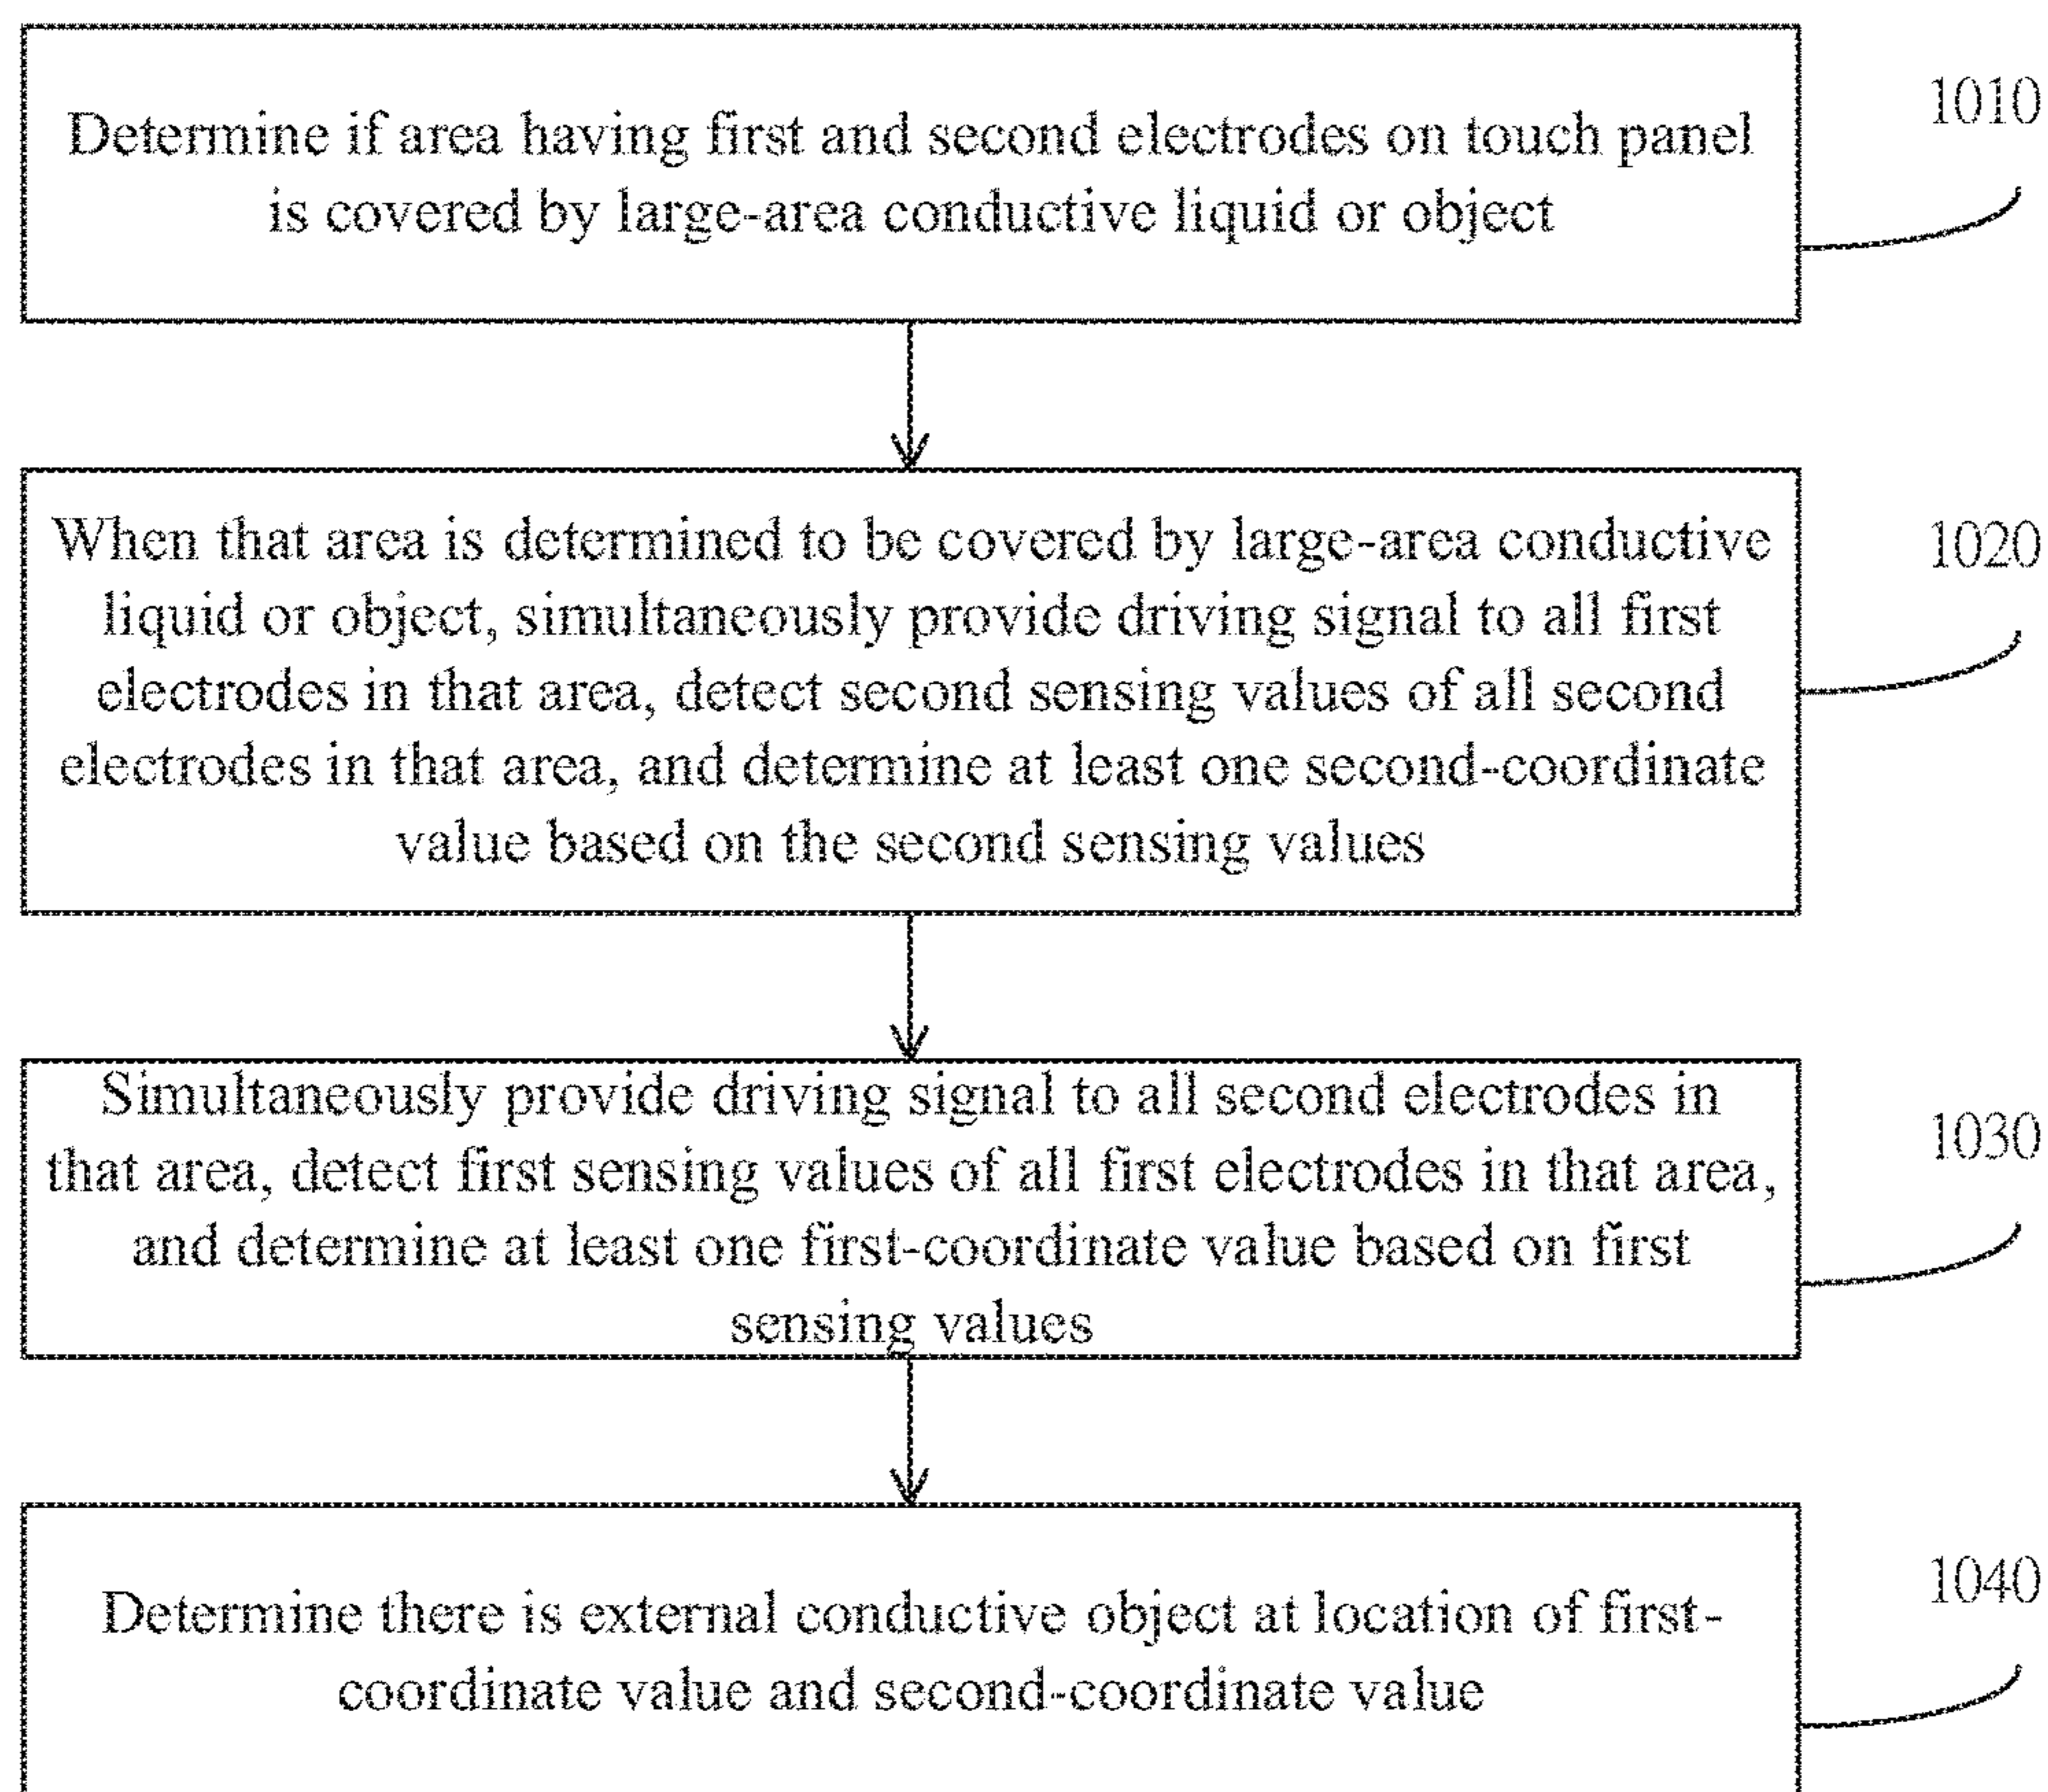 Determine if area having first and second electrodes on touch panel
is covered by large-area conductive liquid or object
1010
When that area is determined to be covered by large-area conductive
liquid or object, simultaneously provide driving signal to all first
electrodes in that area, detect second sensing values of all second
electrodes in that area, and determine at least one second-coordinate
value based on the second sensing values
1020
Simultaneously provide driving signal to all second electrodes in
that area, detect first sensing values of all first electrodes in that area,
and determine at least one first-coordinate value based on first
sensing values
1030
Determine there is external conductive object at location of first-
coordinate value and second-coordinate value
1040